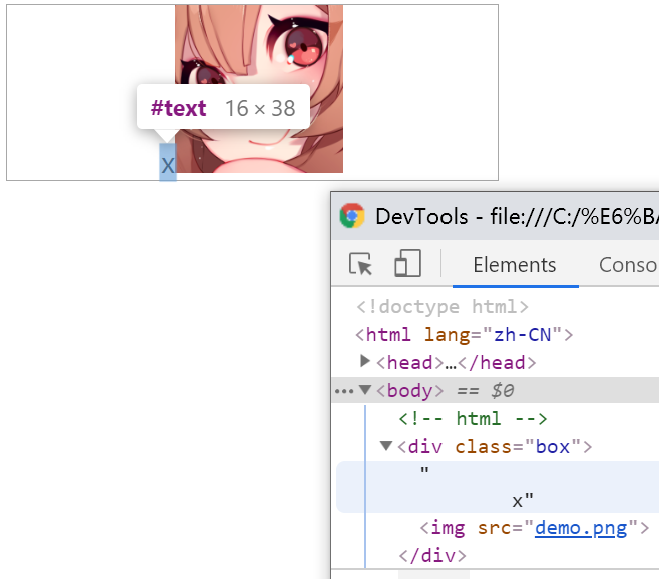 #text 16 × 38
x
DevTools - file:///C:/%E6%B
Elements Conso
<!doctype html>
<html lang="zh-CN">
<head>…</head>
<body> == $0
<!-- html -->
<div class="box">
"
x"
<img src="demo.png">
</div>